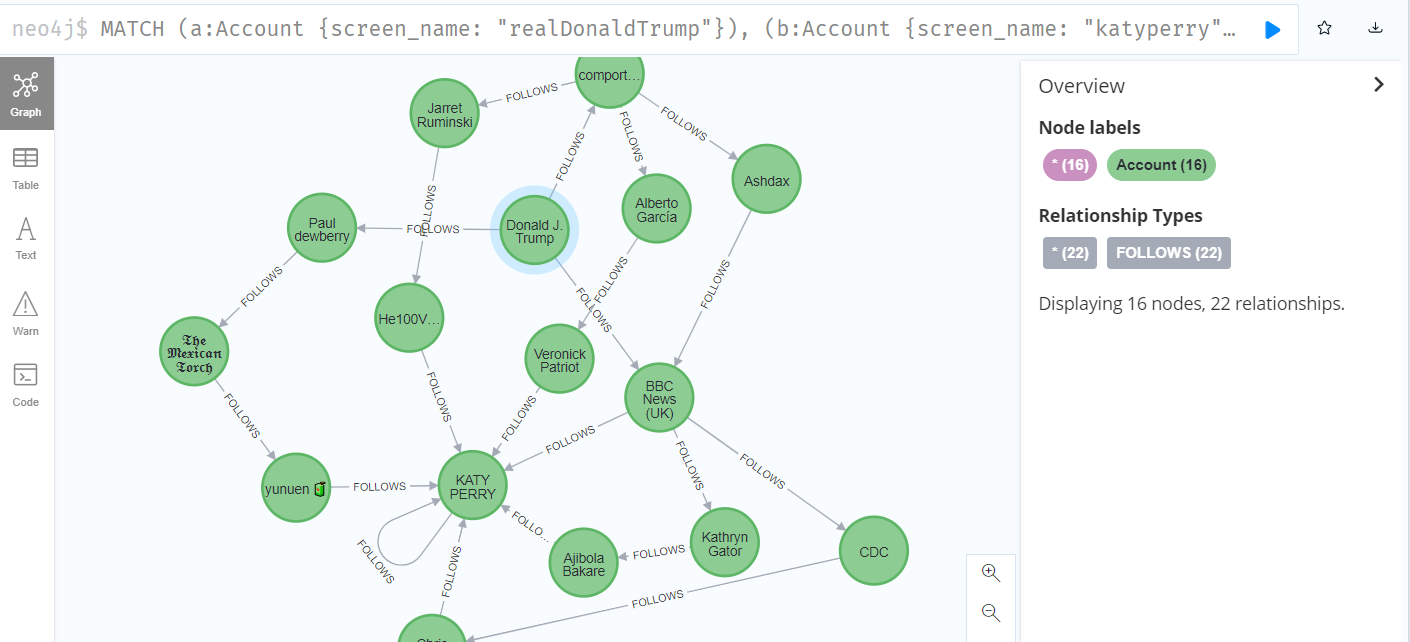 neo4j$ MATCH (a:Account {screen_name: "realDonaldTrump"}), (b:Account {screen_name: "katyperry"…
Graph
Table
Text
Warn
Code
comport…
FOLLOWS
Jarret
Ruminski
FOLLOWS
FOLLOWS
FOLLOWS
Ashdax
FOLLOWS
Alberto
García
Paul
dewberry
FOLLOWS
Donald J.
Trump
FOLLOWS
FOLLOWS
FOLLOWS
FOLLOWS
He100V…
𝕿𝖍𝖊
𝕸𝖊𝖝𝖎𝖈𝖆𝖓
𝕿𝖔𝖗𝖈𝖍
Veronick
Patriot
BBC
News
(UK)
FOLLOWS
FOLLOWS
FOLLOWS
FOLLOWS
FOLLOWS
FOLLOWS
yunuen 🧃
FOLLOWS
KATY
PERRY
FOLLO…
FOLLOWS
FOLLOWS
Ajibola
Bakare
FOLLOWS
Kathryn
Gator
CDC
FOLLOWS
Overview
Node labels
* (16)
Account (16)
Relationship Types
* (22)
FOLLOWS (22)
Displaying 16 nodes, 22 relationships.